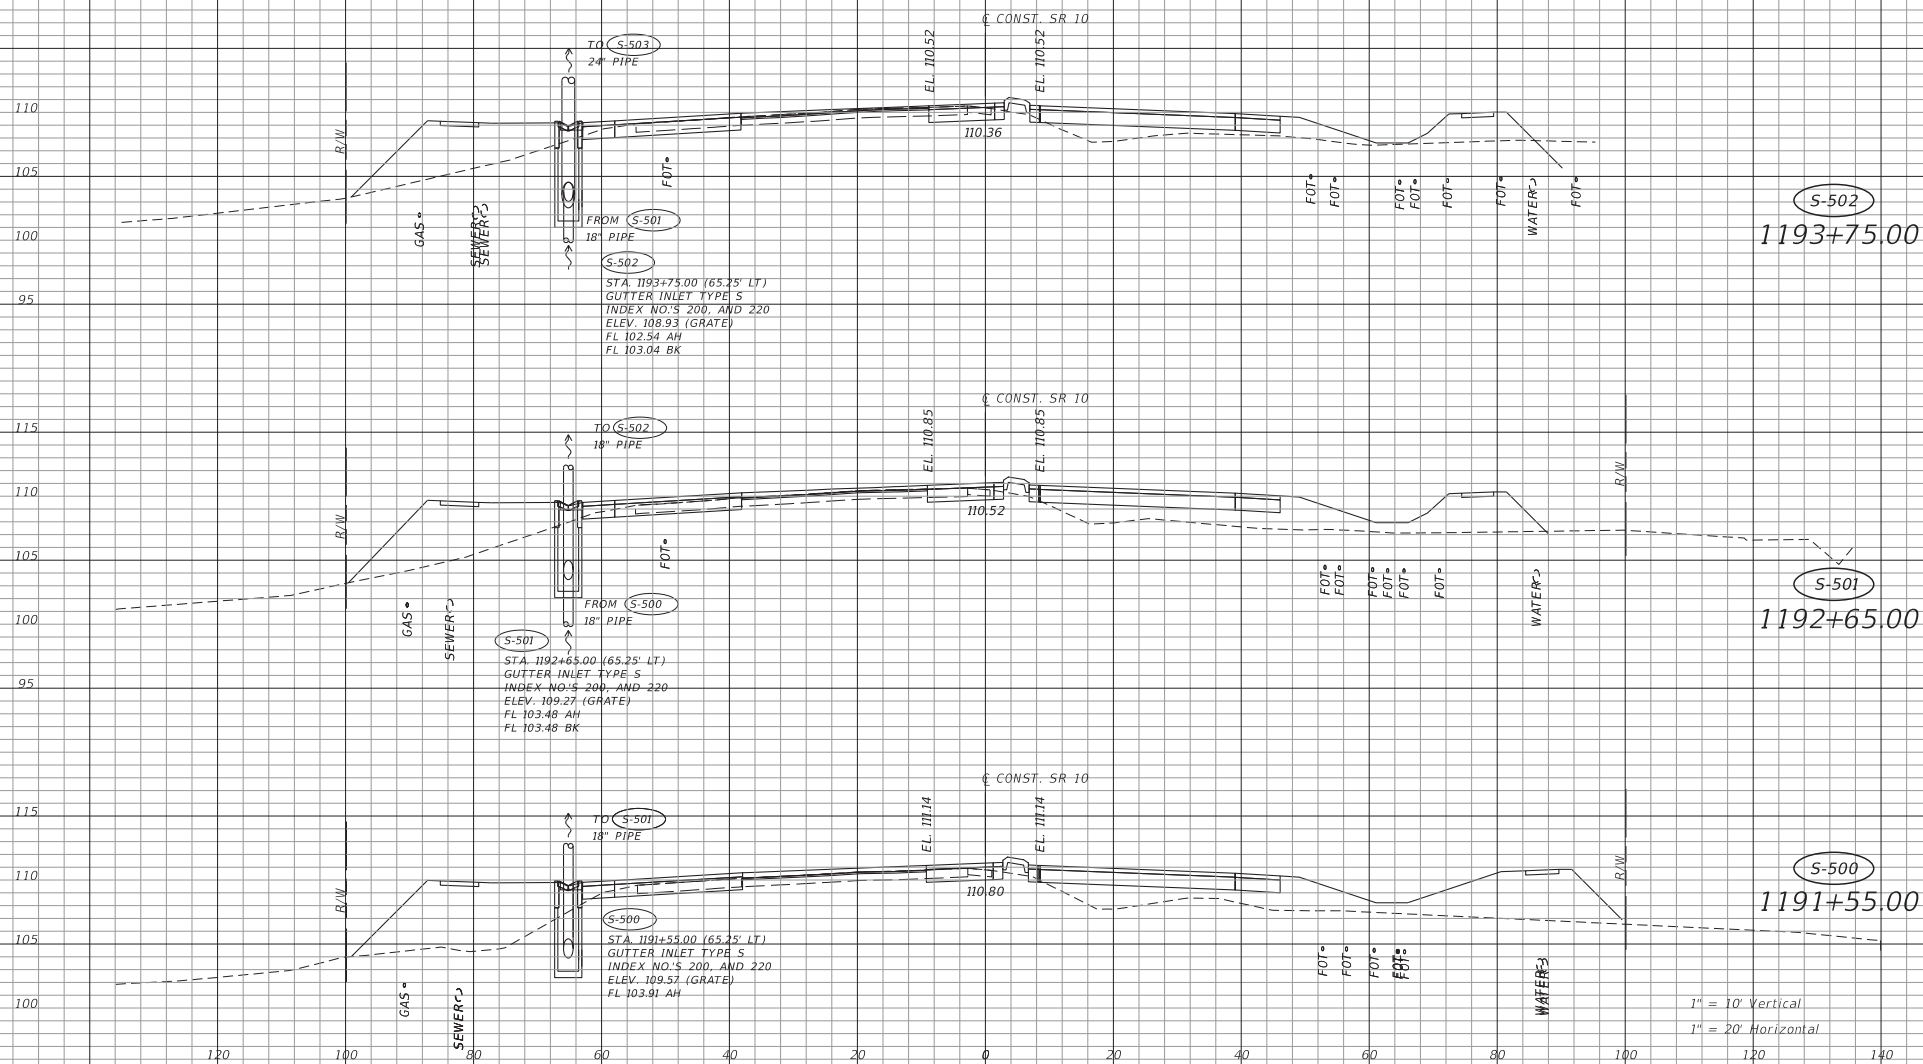 ℄ CONST. SR 10
EL. 110.52
EL. 110.52
TO S-503
24" PIPE
110
R/W
110.36
105
FOT
FOT
FOT
FOT
FOT
FOT
FOT
WATER
FOT
S-502
1193+75.00
GAS
SEWER
SEWER
FROM S-501
18" PIPE
100
S-502
STA. 1193+75.00 (65.25' LT)
GUTTER INLET TYPE S
INDEX NO.'S 200, AND 220
ELEV. 108.93 (GRATE)
FL 102.54 AH
FL 103.04 BK
95
℄ CONST. SR 10
EL. 110.85
EL. 110.85
115
TO S-502
18" PIPE
110
R/W
R/W
110.52
105
FOT
FOT
FOT
FOT
FOT
FOT
FOT
WATER
S-501
1192+65.00
GAS
SEWER
FROM S-500
18" PIPE
100
S-501
STA. 1192+65.00 (65.25' LT)
GUTTER INLET TYPE S
INDEX NO.'S 200, AND 220
ELEV. 109.27 (GRATE)
FL 103.48 AH
FL 103.48 BK
95
℄ CONST. SR 10
EL. 111.14
EL. 111.14
115
TO S-501
18" PIPE
110
R/W
R/W
110.80
S-500
1191+55.00
105
S-500
STA. 1191+55.00 (65.25' LT)
GUTTER INLET TYPE S
INDEX NO.'S 200, AND 220
ELEV. 109.57 (GRATE)
FL 103.91 AH
FOT
FOT
FOT
FOT
FOT
WATER
WATER
GAS
SEWER
100
1" = 10' Vertical
1" = 20' Horizontal
120 100 80 60 40 20 0 20 40 60 80 100 120 140